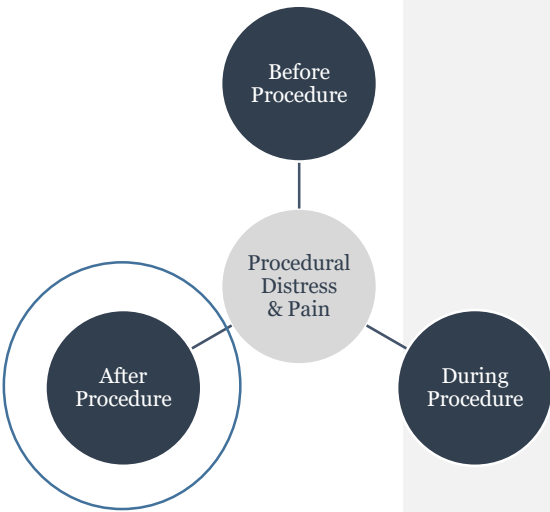 Before
Procedure
Procedural
Distress
& Pain
After
Procedure
During
Procedure